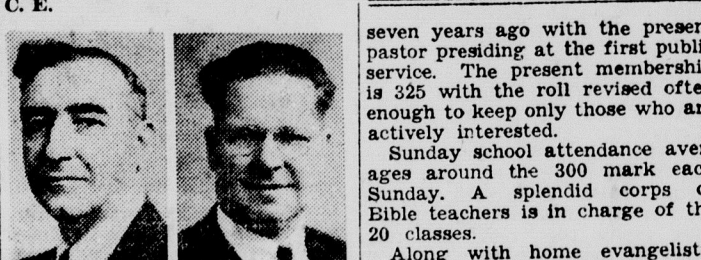 C. E.
seven years ago with the presen
pastor presiding at the first publi
service. The present membershi
is 325 with the roll revised ofte
enough to keep only those who ar
actively interested.
Sunday school attendance aver
ages around the 300 mark eac
Sunday. A splendid corps o
Bible teachers is in charge of th
20 classes.
Along with home evangelist